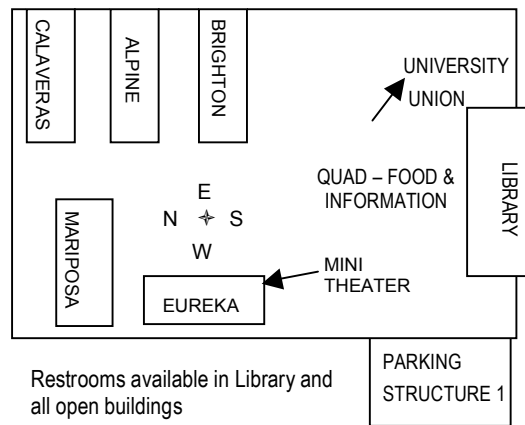 CALAVERAS
ALPINE
BRIGHTON
UNIVERSITY
UNION
QUAD – FOOD &
INFORMATION
LIBRARY
MARIPOSA
E
N S
W
MINI
THEATER
EUREKA
PARKING
STRUCTURE 1
Restrooms available in Library and
all open buildings